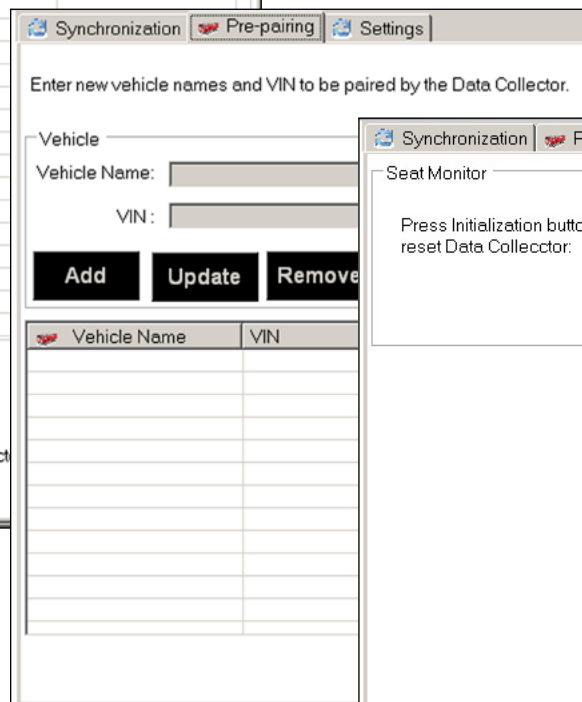 Synchronization Pre-pairing Settings
Enter new vehicle names and VIN to be paired by the Data Collector.
Vehicle
Vehicle Name:
VIN :
Add Update Remove
Vehicle Name VIN
Synchronization
Seat Monitor
Press Initialization
reset Data Collecctor: